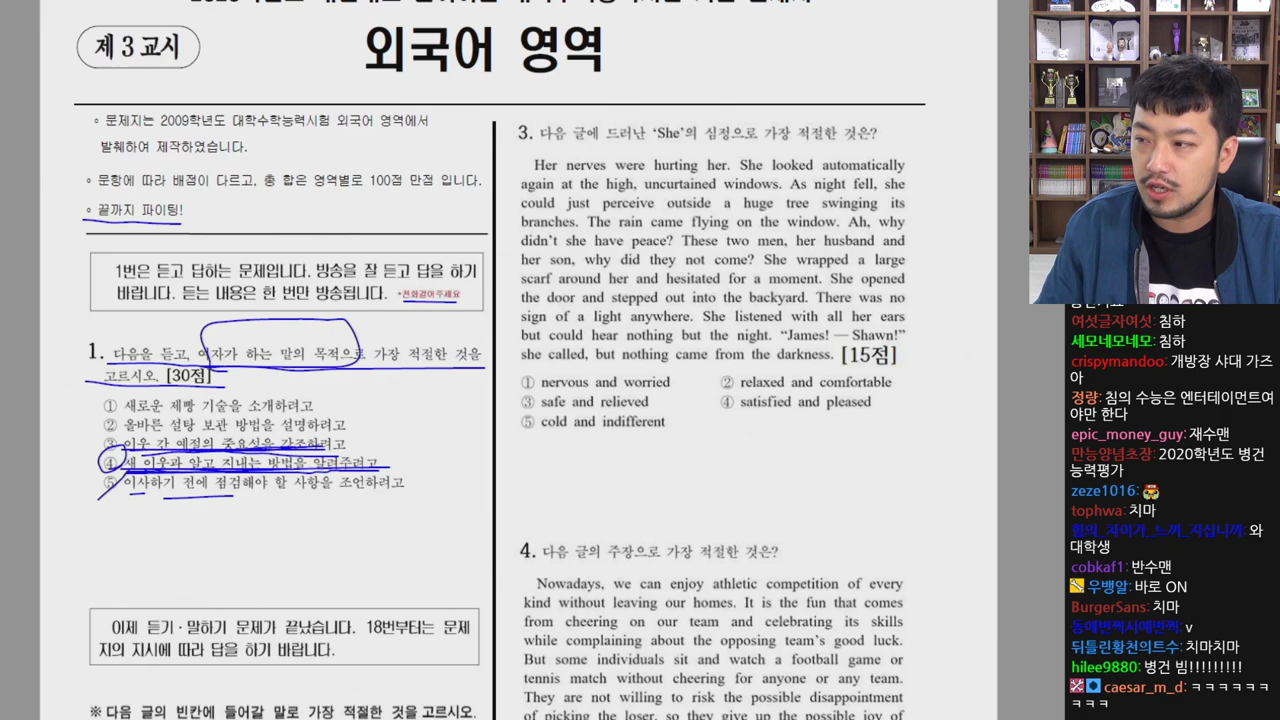 제 3 교시
외국어 영역
◦ 문제지는 2009학년도 대학수학능력시험 외국어 영역에서
발췌하여 제작하였습니다.
◦ 문항에 따라 배점이 다르고, 총 합은 영역별로 100점 만점 입니다.
◦ 끝까지 파이팅!
1번은 듣고 답하는 문제입니다. 방송을 잘 듣고 답을 하기
바랍니다. 듣는 내용은 한 번만 방송됩니다. *전화걸어주세요
1. 다음을 듣고, 여자가 하는 말의 목적으로 가장 적절한 것을
고르시오. [30점]
① 새로운 제빵 기술을 소개하려고
② 올바른 설탕 보관 방법을 설명하려고
③ 이웃 간 예절의 중요성을 강조하려고
④ 새 이웃과 알고 지내는 방법을 알려주려고
⑤ 이사하기 전에 점검해야 할 사항을 조언하려고
이제 듣기·말하기 문제가 끝났습니다. 18번부터는 문제
지의 지시에 따라 답을 하기 바랍니다.
※ 다음 글의 빈칸에 들어갈 말로 가장 적절한 것을 고르시오.
3. 다음 글에 드러난 ‘She’의 심정으로 가장 적절한 것은?
Her nerves were hurting her. She looked automatically
again at the high, uncurtained windows. As night fell, she
could just perceive outside a huge tree swinging its
branches. The rain came flying on the window. Ah, why
didn’t she have peace? These two men, her husband and
her son, why did they not come? She wrapped a large
scarf around her and hesitated for a moment. She opened
the door and stepped out into the backyard. There was no
sign of a light anywhere. She listened with all her ears
but could hear nothing but the night. “James! — Shawn!”
she called, but nothing came from the darkness. [15점]
① nervous and worried ② relaxed and comfortable
③ safe and relieved ④ satisfied and pleased
⑤ cold and indifferent
4. 다음 글의 주장으로 가장 적절한 것은?
Nowadays, we can enjoy athletic competition of every
kind without leaving our homes. It is the fun that comes
from cheering on our team and celebrating its skills
while complaining about the opposing team’s good luck.
But some individuals sit and watch a football game or
tennis match without cheering for anyone or any team.
They are not willing to risk the possible disappointment
of picking the loser, so they give up the possible joy of
여섯글자여섯: 침하
세모네모네모: 침하
crispymandoo: 개방장 샤대 가즈
아
정량: 침의 수능은 엔터테이먼트여
야만 한다
epic_money_guy: 재수맨
만능양념초장: 2020학년도 병건
능력평가
zeze1016:
tophwa: 치마
와
대학생
cobkaf1: 반수맨
우뱅알: 바로 ON
BurgerSans: 치마
v
뒤틀린황천의트수: 치마치마
hilee9880: 병건 빔!!!!!!!!!
caesar_m_d: ㅋㅋㅋㅋㅋㅋ
ㅋㅋㅋ